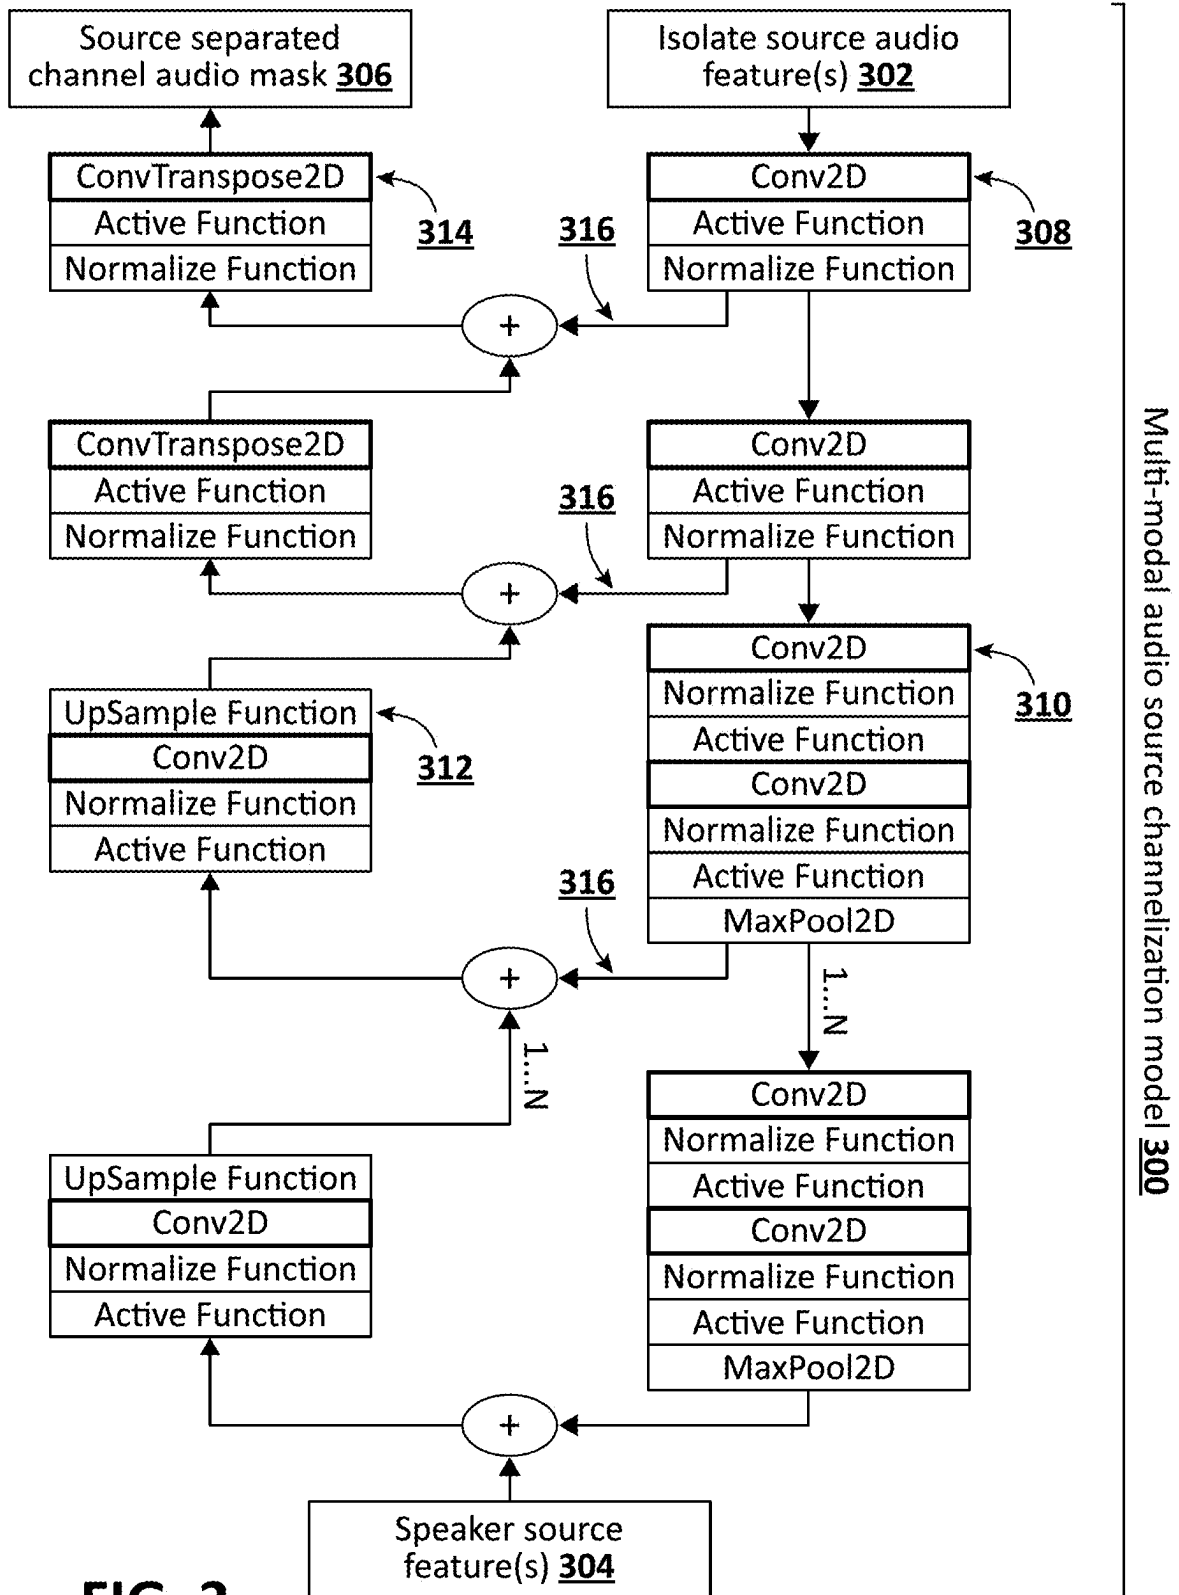 Source separated
channel audio mask 306
Isolate source audio
feature(s) 302
ConvTranspose2D
Active Function
Normalize Function
314
316
Conv2D
Active Function
Normalize Function
308
+
ConvTranspose2D
Active Function
Normalize Function
316
Conv2D
Active Function
Normalize Function
+
UpSample Function
Conv2D
Normalize Function
Active Function
312
Conv2D
Normalize Function
Active Function
Conv2D
Normalize Function
Active Function
MaxPool2D
310
316
+
1...N
1...N
UpSample Function
Conv2D
Normalize Function
Active Function
Conv2D
Normalize Function
Active Function
Conv2D
Normalize Function
Active Function
MaxPool2D
+
Speaker source
feature(s) 304
Multi-modal audio source channelization model 300